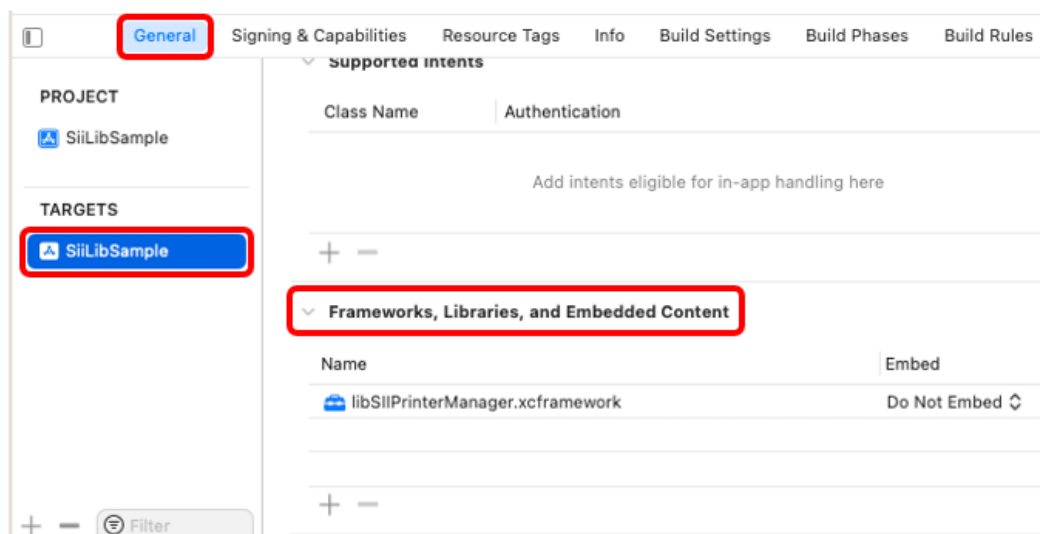 General Signing & Capabilities Resource Tags Info Build Settings Build Phases Build Rules
Supported Intents
PROJECT
Class Name Authentication
SiiLibSample
Add intents eligible for in-app handling here
TARGETS
SiiLibSample
Frameworks, Libraries, and Embedded Content
Name Embed
libSIIPrinterManager.xcframework Do Not Embed
Filter